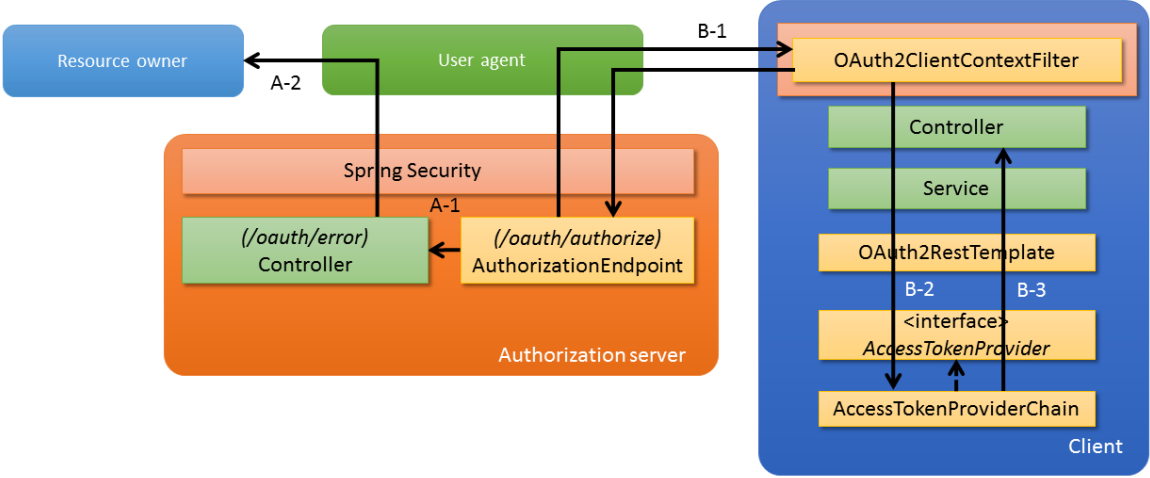 B-1
Resource owner
User agent
OAuth2ClientContextFilter
A-2
Controller
Spring Security
Service
A-1
(/oauth/error)
Controller
(/oauth/authorize)
AuthorizationEndpoint
OAuth2RestTemplate
B-2
B-3
<interface>
AccessTokenProvider
Authorization server
AccessTokenProviderChain
Client